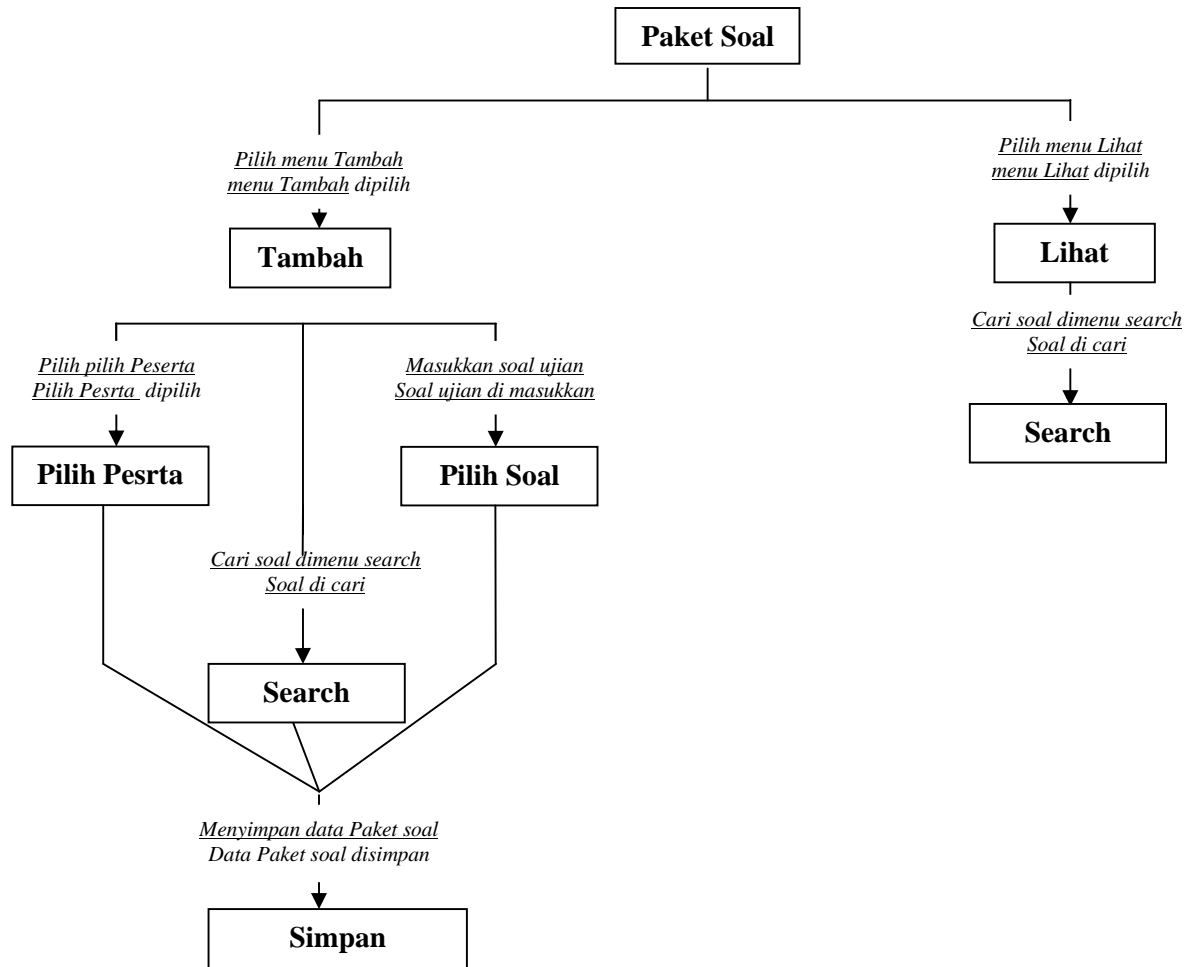 Paket Soal
Pilih menu Tambah
menu Tambah dipilih
Pilih menu Lihat
menu Lihat dipilih
Tambah
Lihat
Pilih pilih Peserta
Pilih Pesrta dipilih
Masukkan soal ujian
Soal ujian di masukkan
Cari soal dimenu search
Soal di cari
Pilih Pesrta
Pilih Soal
Search
Cari soal dimenu search
Soal di cari
Search
Menyimpan data Paket soal
Data Paket soal disimpan
Simpan